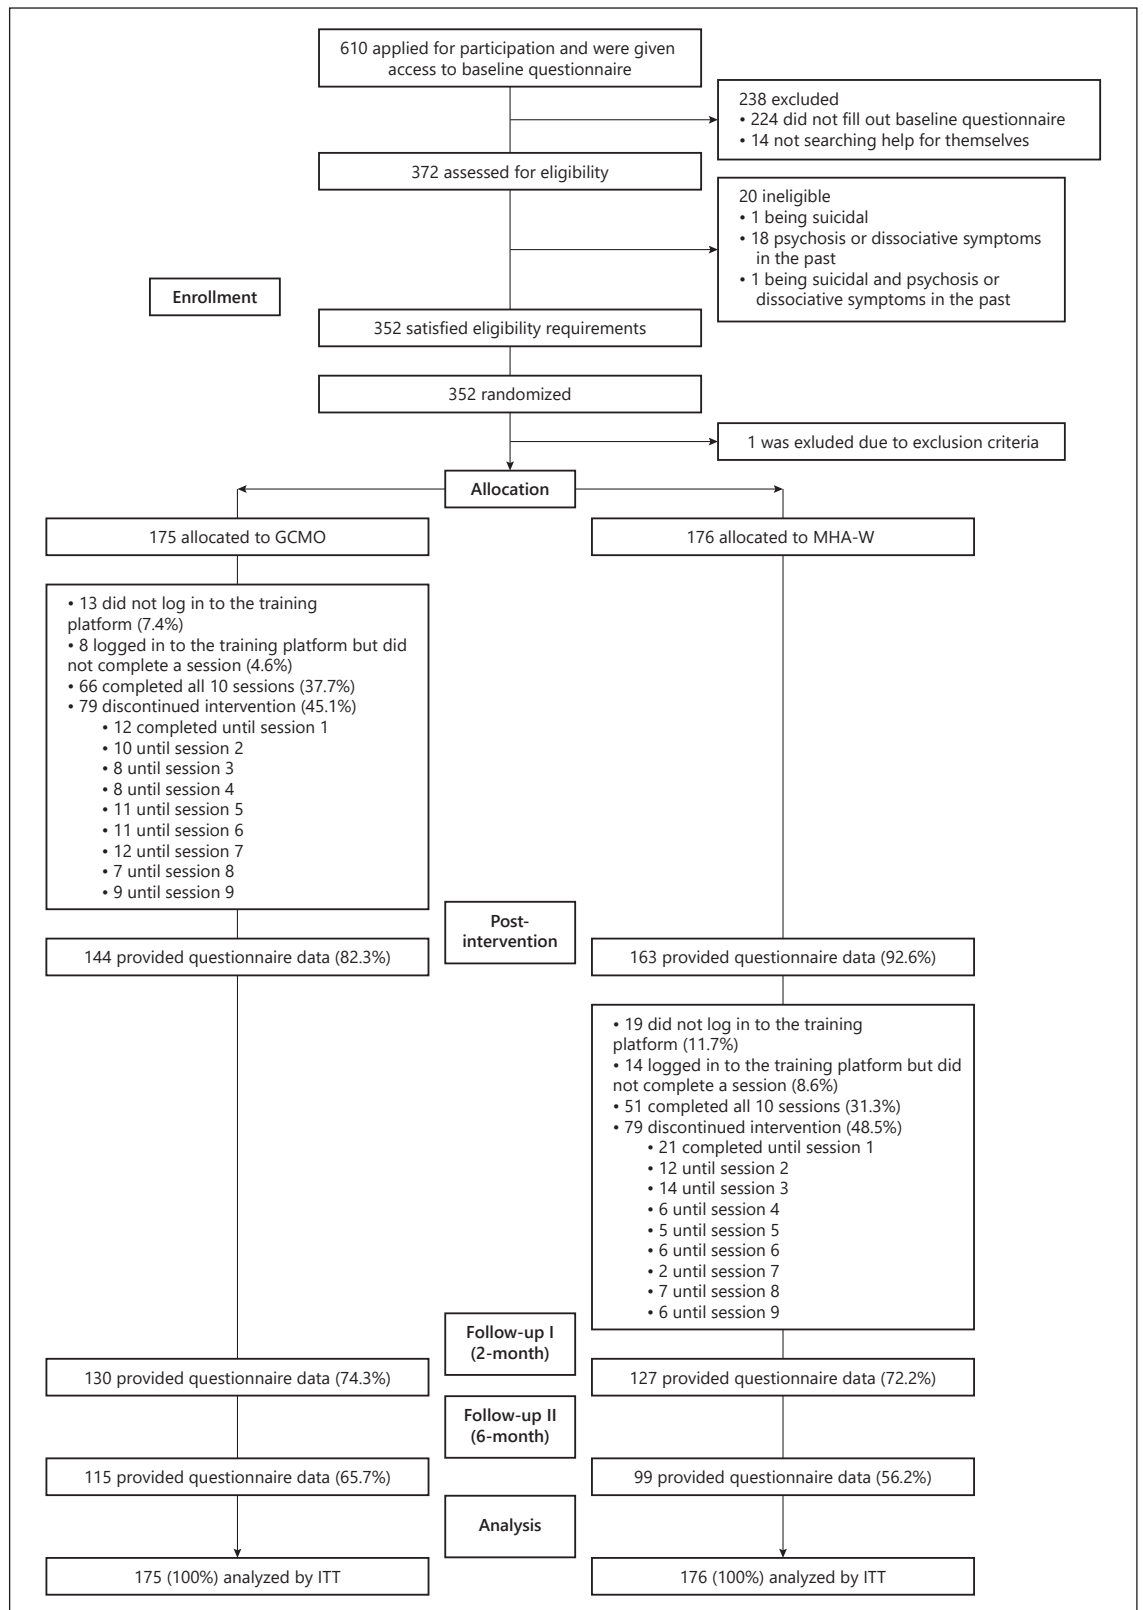 610 applied for participation and were given
access to baseline questionnaire
238 excluded
• 224 did not fill out baseline questionnaire
• 14 not searching help for themselves
372 assessed for eligibility
20 ineligible
• 1 being suicidal
• 18 psychosis or dissociative symptoms
in the past
• 1 being suicidal and psychosis or
dissociative symptoms in the past
Enrollment
352 satisfied eligibility requirements
352 randomized
1 was exluded due to exclusion criteria
Allocation
175 allocated to GCMO
176 allocated to MHA-W
• 13 did not log in to the training
platform (7.4%)
• 8 logged in to the training platform but did
not complete a session (4.6%)
• 66 completed all 10 sessions (37.7%)
• 79 discontinued intervention (45.1%)
• 12 completed until session 1
• 10 until session 2
• 8 until session 3
• 8 until session 4
• 11 until session 5
• 11 until session 6
• 12 until session 7
• 7 until session 8
• 9 until session 9
Post-
intervention
144 provided questionnaire data (82.3%)
163 provided questionnaire data (92.6%)
• 19 did not log in to the training
platform (11.7%)
• 14 logged in to the training platform but did
not complete a session (8.6%)
• 51 completed all 10 sessions (31.3%)
• 79 discontinued intervention (48.5%)
• 21 completed until session 1
• 12 until session 2
• 14 until session 3
• 6 until session 4
• 5 until session 5
• 6 until session 6
• 2 until session 7
• 7 until session 8
• 6 until session 9
Follow-up I
(2-month)
130 provided questionnaire data (74.3%)
127 provided questionnaire data (72.2%)
Follow-up II
(6-month)
115 provided questionnaire data (65.7%)
99 provided questionnaire data (56.2%)
Analysis
175 (100%) analyzed by ITT
176 (100%) analyzed by ITT